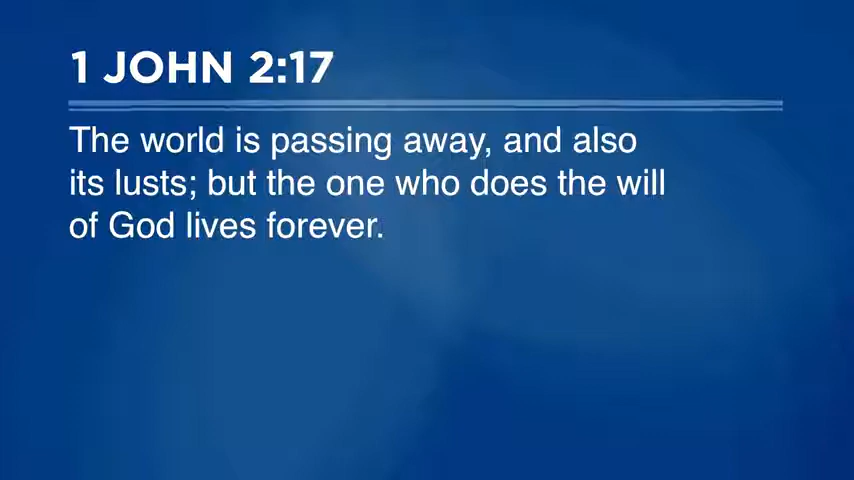 1 JOHN 2:17
The world is passing away, and also
its lusts; but the one who does the will
of God lives forever.